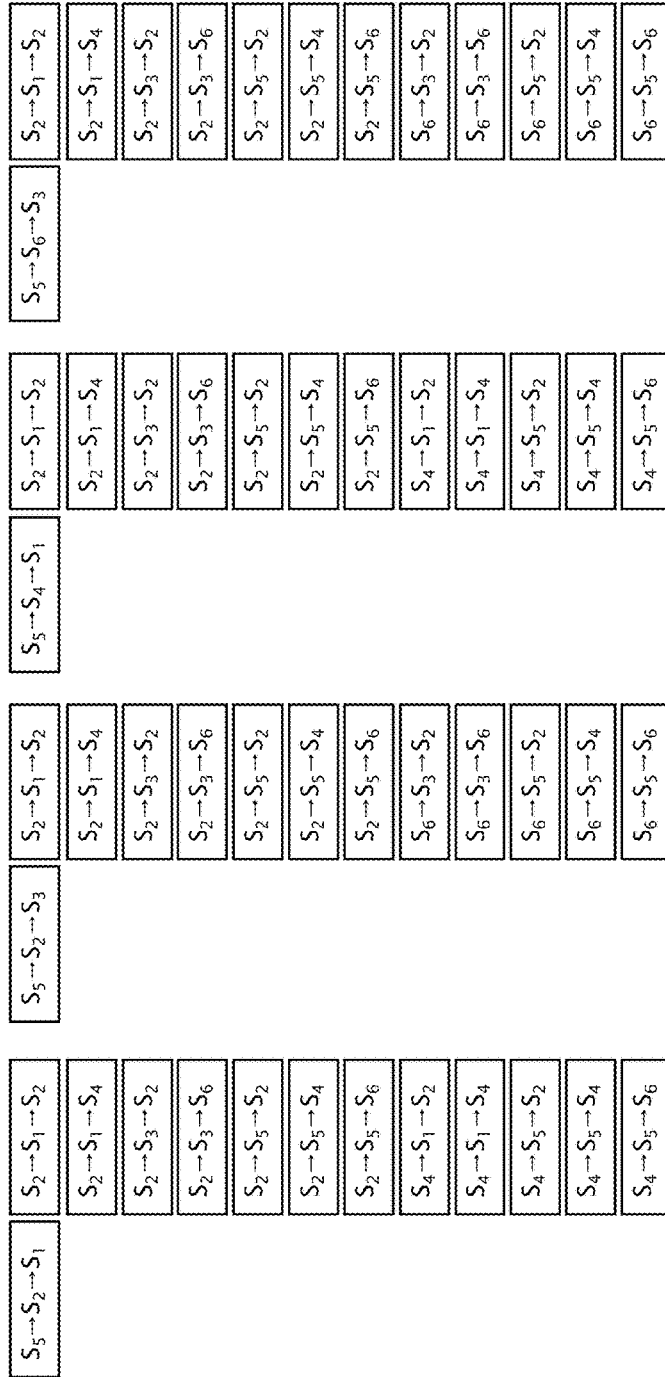 S₅→S₂→S₁
S₂→S₁→S₂
S₂→S₁→S₄
S₂→S₃→S₂
S₂→S₃→S₆
S₂→S₅→S₂
S₂→S₅→S₄
S₂→S₅→S₆
S₄→S₁→S₂
S₄→S₁→S₄
S₄→S₅→S₂
S₄→S₅→S₄
S₄→S₅→S₆
S₅→S₂→S₃
S₂→S₁→S₂
S₂→S₁→S₄
S₂→S₃→S₂
S₂→S₃→S₆
S₂→S₅→S₂
S₂→S₅→S₄
S₂→S₅→S₆
S₆→S₃→S₂
S₆→S₃→S₆
S₆→S₅→S₂
S₆→S₅→S₄
S₆→S₅→S₆
S₅→S₄→S₁
S₂→S₁→S₂
S₂→S₁→S₄
S₂→S₃→S₂
S₂→S₃→S₆
S₂→S₅→S₂
S₂→S₅→S₄
S₂→S₅→S₆
S₄→S₁→S₂
S₄→S₁→S₄
S₄→S₅→S₂
S₄→S₅→S₄
S₄→S₅→S₆
S₅→S₆→S₃
S₂→S₁→S₂
S₂→S₁→S₄
S₂→S₃→S₂
S₂→S₃→S₆
S₂→S₅→S₂
S₂→S₅→S₄
S₂→S₅→S₆
S₆→S₃→S₂
S₆→S₃→S₆
S₆→S₅→S₂
S₆→S₅→S₄
S₆→S₅→S₆